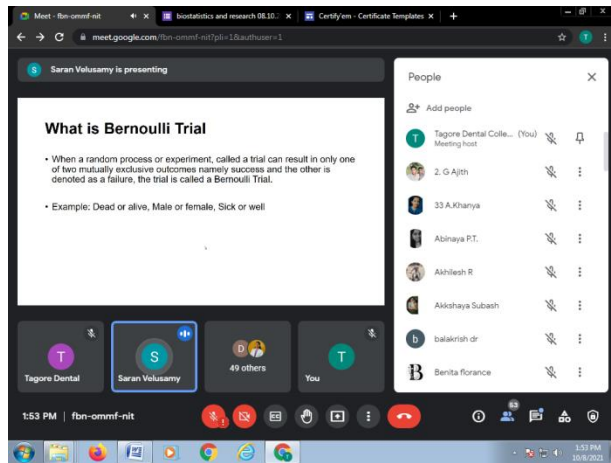 Meet - fbn-ommf-nit
biostatistics and research 08.10.2
Certify'em - Certificate Templates
meet.google.com/fbn-ommf-nit?pli=1&authuser=1
T
S
Saran Velusamy is presenting
People
Add people
What is Bernoulli Trial
• When a random process or experiment, called a trial can result in only one
of two mutually exclusive outcomes namely success and the other is
denoted as a failure, the trial is called a Bernoulli Trial.
• Example: Dead or alive, Male or female, Sick or well
T
Tagore Dental Colle... (You)
Meeting host
2. G Ajith
33 A.Khanya
Abinaya P.T.
Akhilesh R
Akkshaya Subash
b
balakrish dr
B
Benita florance
T
Tagore Dental
S
Saran Velusamy
D
49 others
T
You
1:53 PM | fbn-ommf-nit
CC
53
1:53 PM
10/8/2021